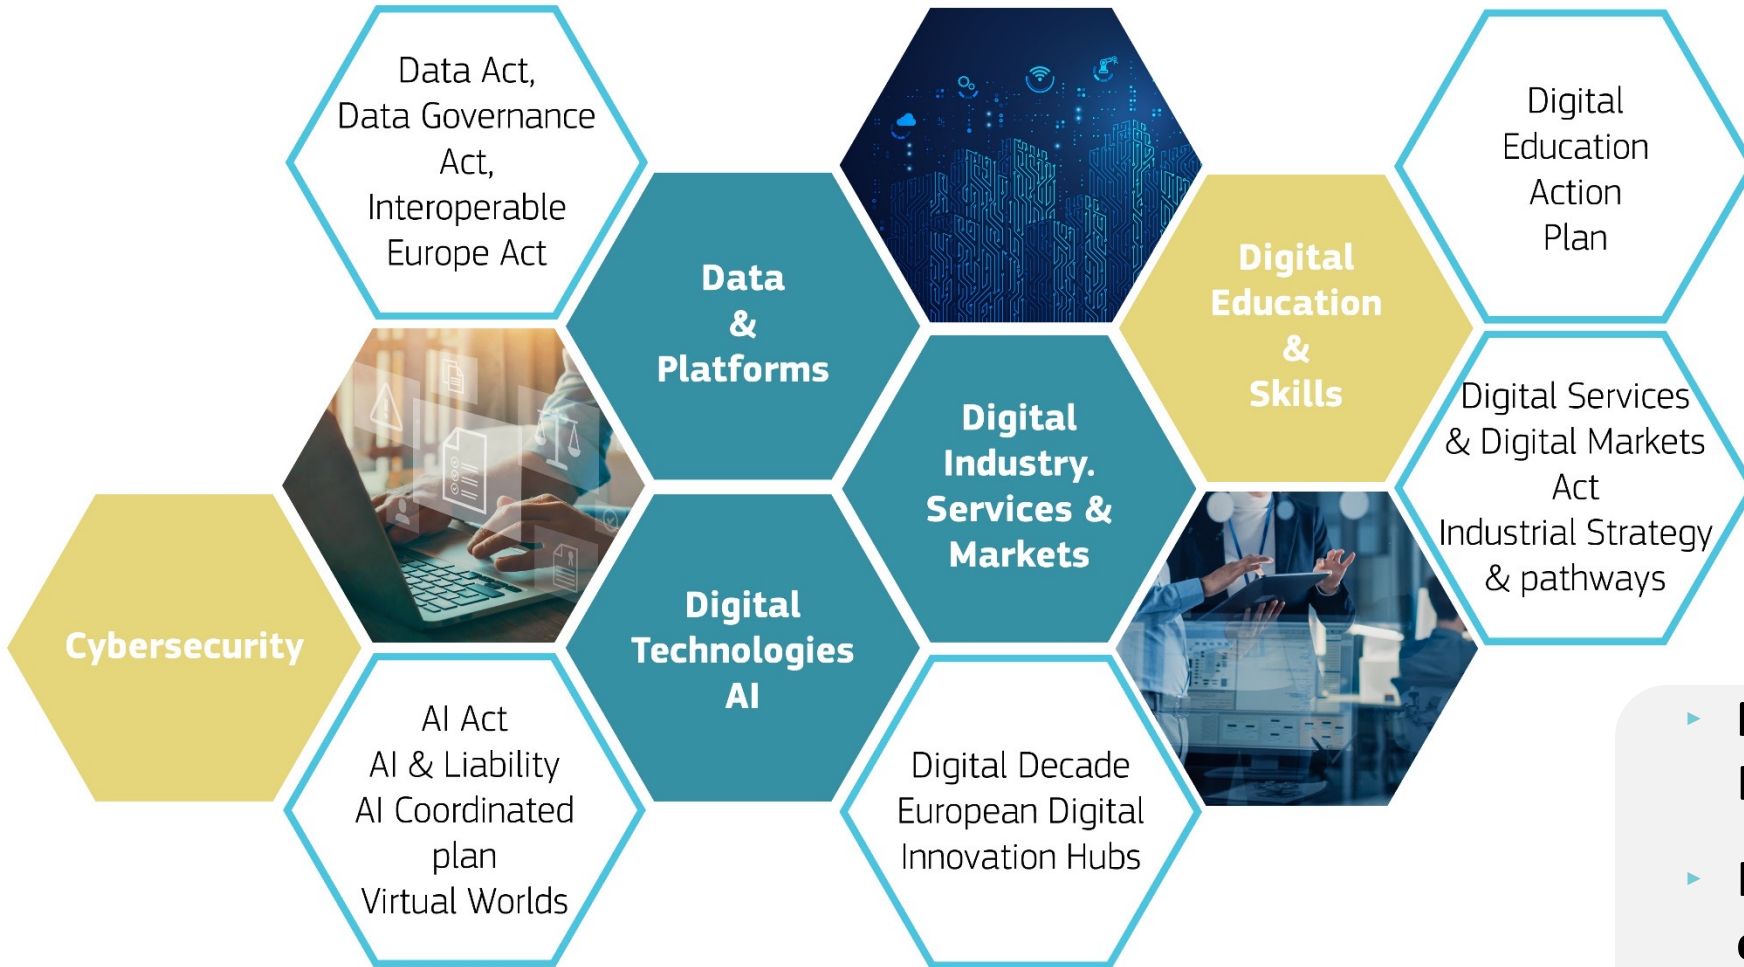 Data Act,
Data Governance
Act,
Interoperable
Europe Act
Data
&
Platforms
Digital
Education
&
Skills
Digital
Education
Action
Plan
Digital
Industry.
Services &
Markets
Digital Services
& Digital Markets
Act
Industrial Strategy
& pathways
Cybersecurity
Digital
Technologies
AI
AI Act
AI & Liability
AI Coordinated
plan
Virtual Worlds
Digital Decade
European Digital
Innovation Hubs